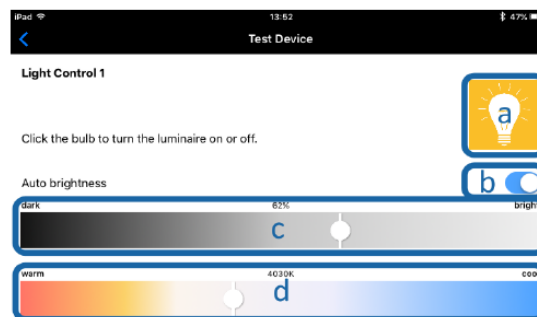 iPad 13:52 47%
Test Device
Light Control 1
a
Click the bulb to turn the luminaire on or off.
Auto brightness
b
dark 62% bright
c
warm 4030K
d